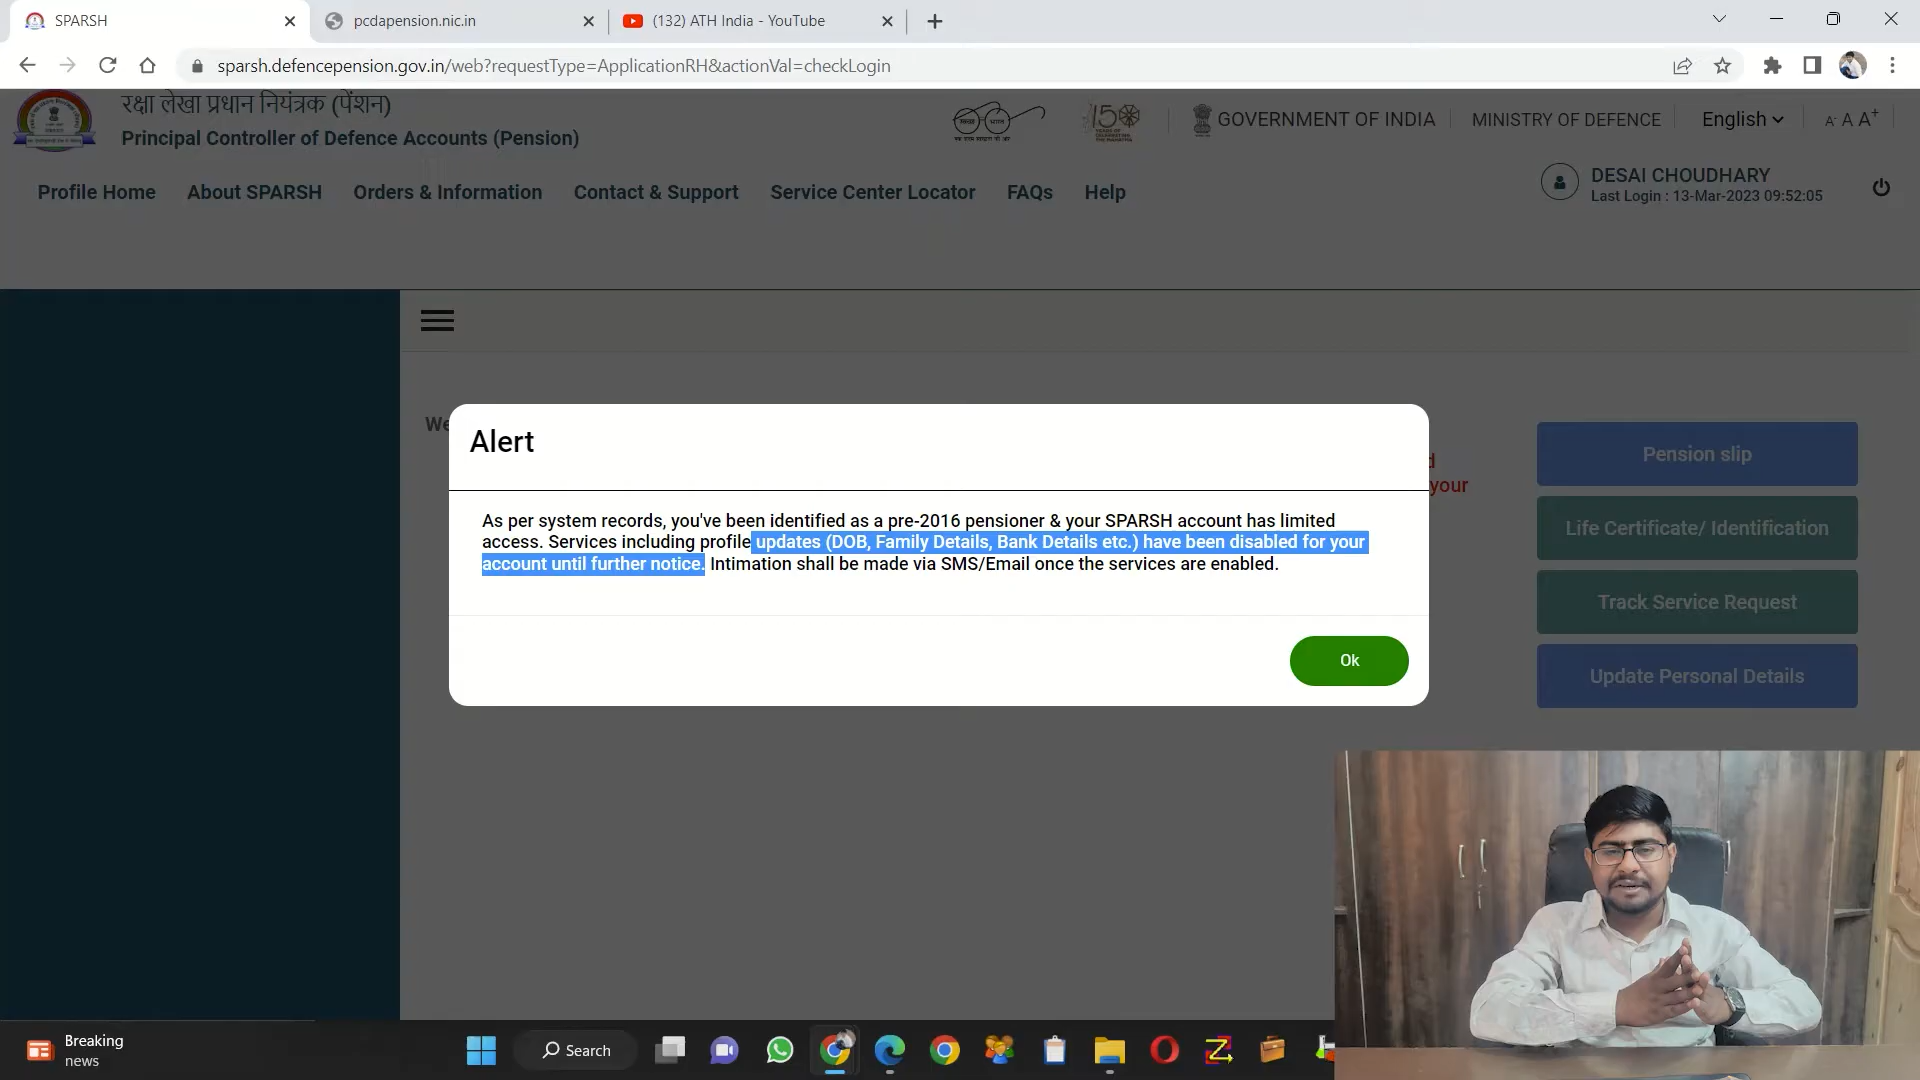 SPARSH
pcdapension.nic.in
(132) ATH India - YouTube
sparsh.defencepension.gov.in/web?requestType=ApplicationRH&actionVal=checkLogin
रक्षा लेखा प्रधान नियंत्रक (पेंशन)
Principal Controller of Defence Accounts (Pension)
GOVERNMENT OF INDIA
MINISTRY OF DEFENCE
English
A- A A+
Profile Home
About SPARSH
Orders & Information
Contact & Support
Service Center Locator
FAQs
Help
DESAI CHOUDHARY
Last Login : 13-Mar-2023 09:52:05
We
d
your
Alert
As per system records, you've been identified as a pre-2016 pensioner & your SPARSH account has limited
access. Services including profile updates (DOB, Family Details, Bank Details etc.) have been disabled for your
account until further notice. Intimation shall be made via SMS/Email once the services are enabled.
Ok
Pension slip
Life Certificate/ Identification
Track Service Request
Update Personal Details
Breaking
news
Search